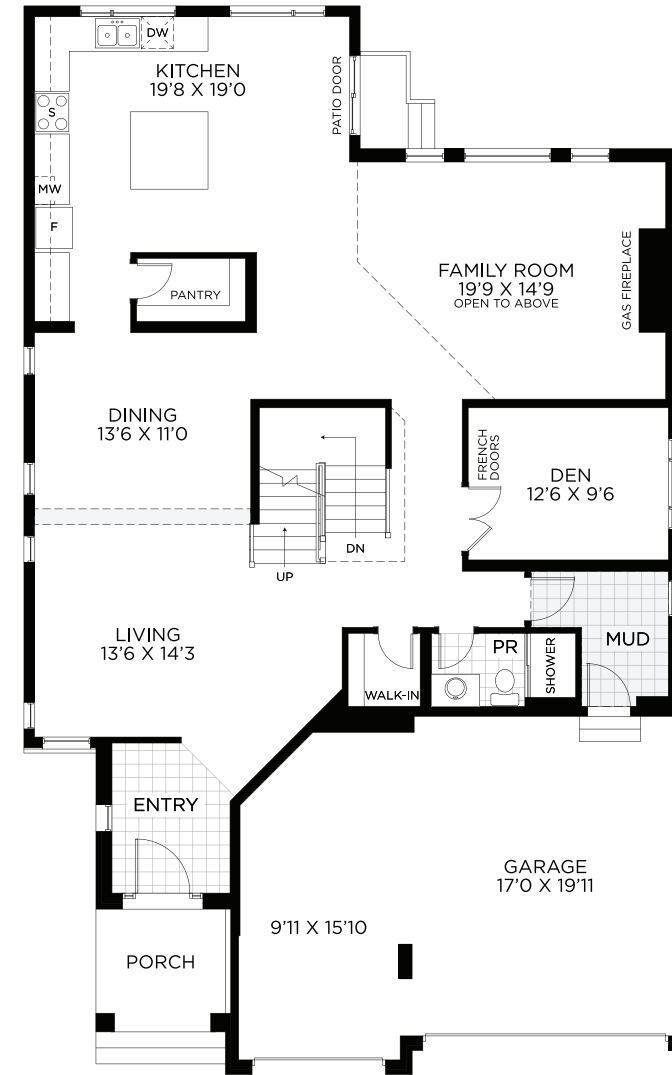 DW
KITCHEN
19'8 X 19'0
PATIO DOOR
S
MW
F
PANTRY
FAMILY ROOM
19'9 X 14'9
OPEN TO ABOVE
GAS FIREPLACE
DINING
13'6 X 11'0
FRENCH
DOORS
DEN
12'6 X 9'6
DN
UP
LIVING
13'6 X 14'3
WALK-IN
PR
SHOWER
MUD
ENTRY
GARAGE
17'0 X 19'11
9'11 X 15'10
PORCH